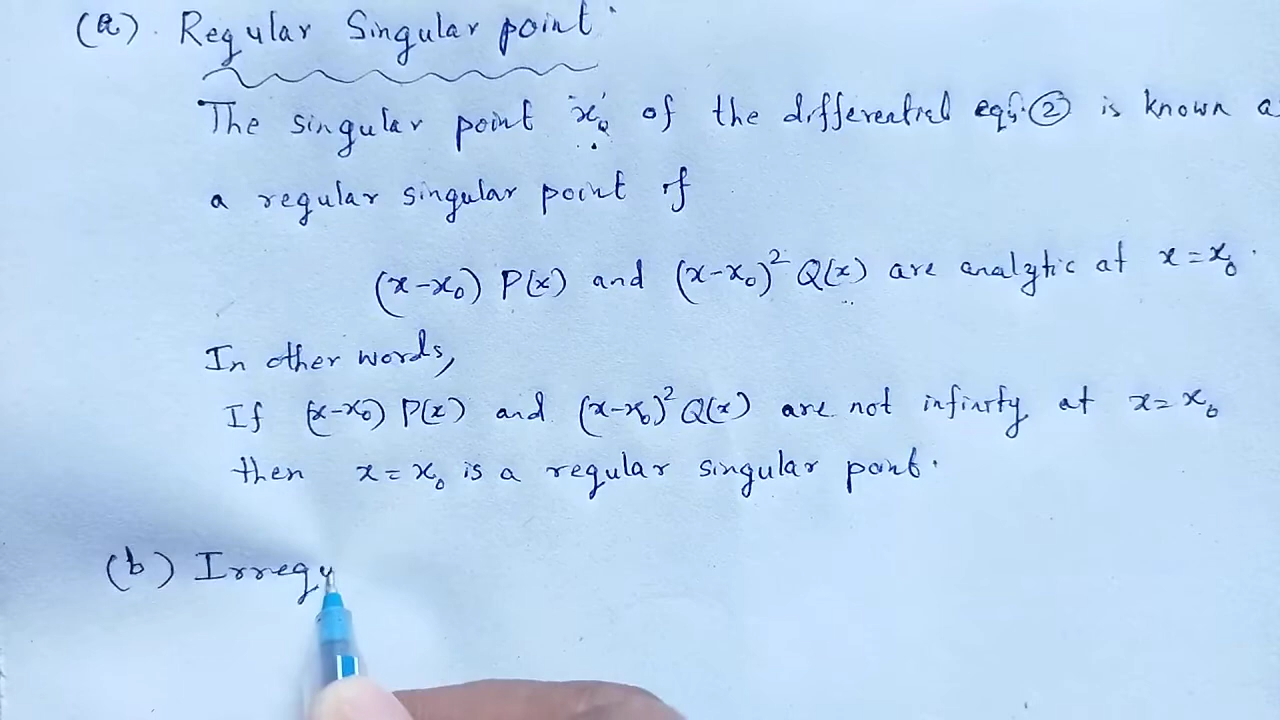 (a). Regular Singular point.
The singular point 'x₀' of the differential eqⁿ. ② is known a
a regular singular point if
(x-x₀) P(x) and (x-x₀)² Q(x) are analytic at x = x₀.
In other words,
If (x-x₀) P(x) and (x-x₀)² Q(x) are not infinity at x = x₀
then x = x₀ is a regular singular point.
(b) Irregu